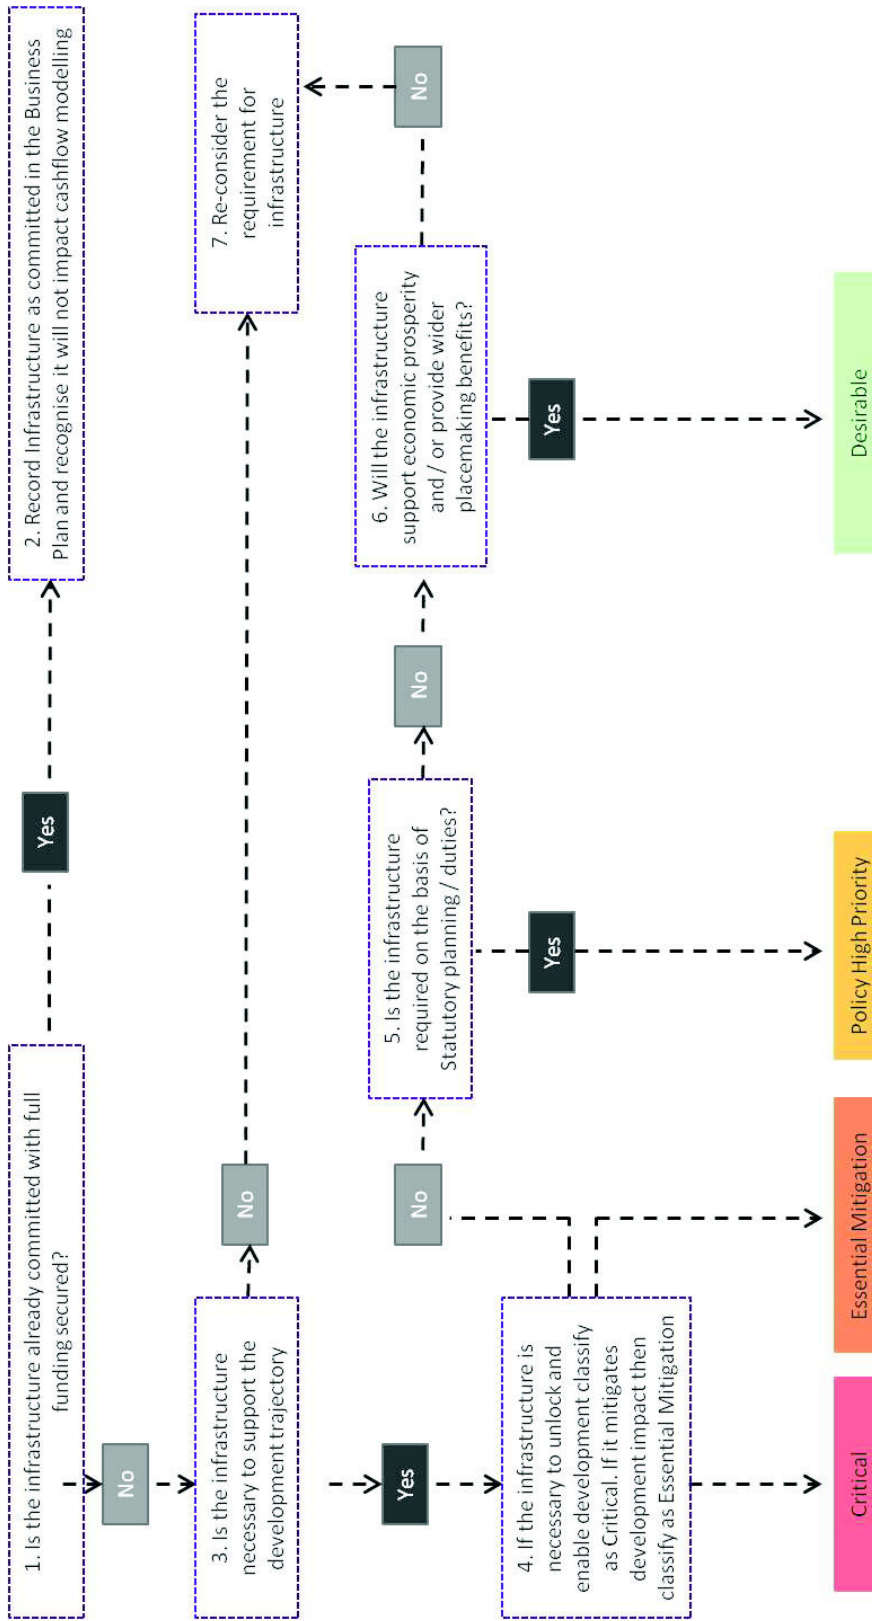 1. Is the infrastructure already committed with full
funding secured?
Yes
2. Record Infrastructure as committed in the Business
Plan and recognise it will not impact cashflow modelling
No
3. Is the infrastructure
necessary to support the
development trajectory
No
7. Re-consider the
requirement for
infrastructure
Yes
4. If the infrastructure is
necessary to unlock and
enable development classify
as Critical. If it mitigates
development impact then
classify as Essential Mitigation
No
5. Is the infrastructure
required on the basis of
Statutory planning / duties?
No
6. Will the infrastructure
support economic prosperity
and / or provide wider
placemaking benefits?
No
Yes
Yes
Critical
Essential Mitigation
Policy High Priority
Desirable